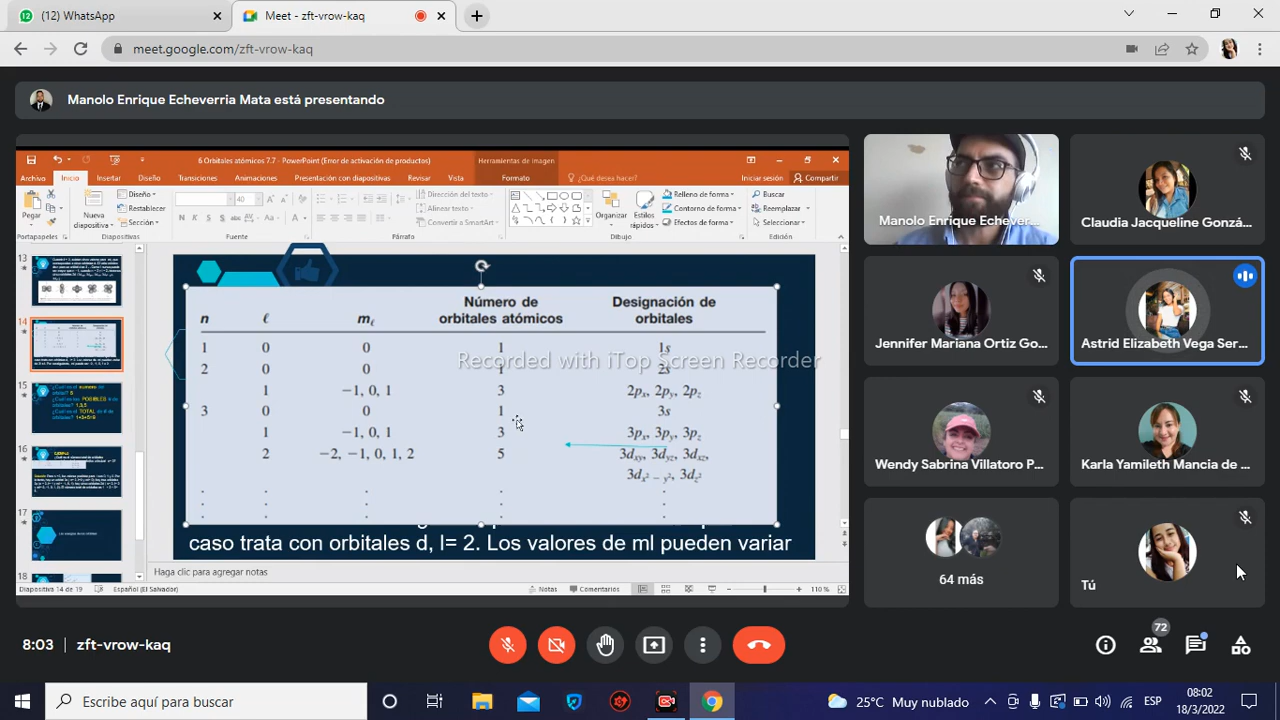 (12) WhatsApp
Meet - zft-vrow-kaq
meet.google.com/zft-vrow-kaq
Manolo Enrique Echeverria Mata está presentando
6 Orbitales atómicos 7.7 - PowerPoint (Error de activación de productos)
Herramientas de imagen
Archivo Inicio Insertar Diseño Transiciones Animaciones Presentación con diapositivas Revisar Vista Formato ¿Qué desea hacer? Iniciar sesión Compartir
Pegar
Nueva diapositiva
Diseño
Restablecer
Sección
40
Dirección del texto
Alinear texto
Convertir a SmartArt
Organizar
Estilos rápidos
Relleno de forma
Contorno de forma
Efectos de forma
Buscar
Reemplazar
Seleccionar
Portapapeles Diapositivas Fuente Párrafo Dibujo Edición
13
14
15
16
17
18
n ℓ mℓ Número de orbitales atómicos Designación de orbitales
1 0 0 1 1s
2 0 0 1 2s
1 −1, 0, 1 3 2px, 2py, 2pz
3 0 0 1 3s
1 −1, 0, 1 3 3px, 3py, 3pz
2 −2, −1, 0, 1, 2 5 3dxy, 3dyz, 3dxz,
3dx² − y², 3dz²
Recorded with iTop Screen Recorder
caso trata con orbitales d, l= 2. Los valores de ml pueden variar
Haga clic para agregar notas
Diapositiva 14 de 19 Español (El Salvador) Notas Comentarios 110 %
Manolo Enrique Echever...
Claudia Jacqueline Gonzá...
Jennifer Mariana Ortiz Go...
Astrid Elizabeth Vega Ser...
Wendy Sabrina Villatoro P...
Karla Yamileth Marcia de ...
64 más
Tú
8:03 | zft-vrow-kaq
72
Escribe aquí para buscar
25°C Muy nublado
ESP
08:02
18/3/2022